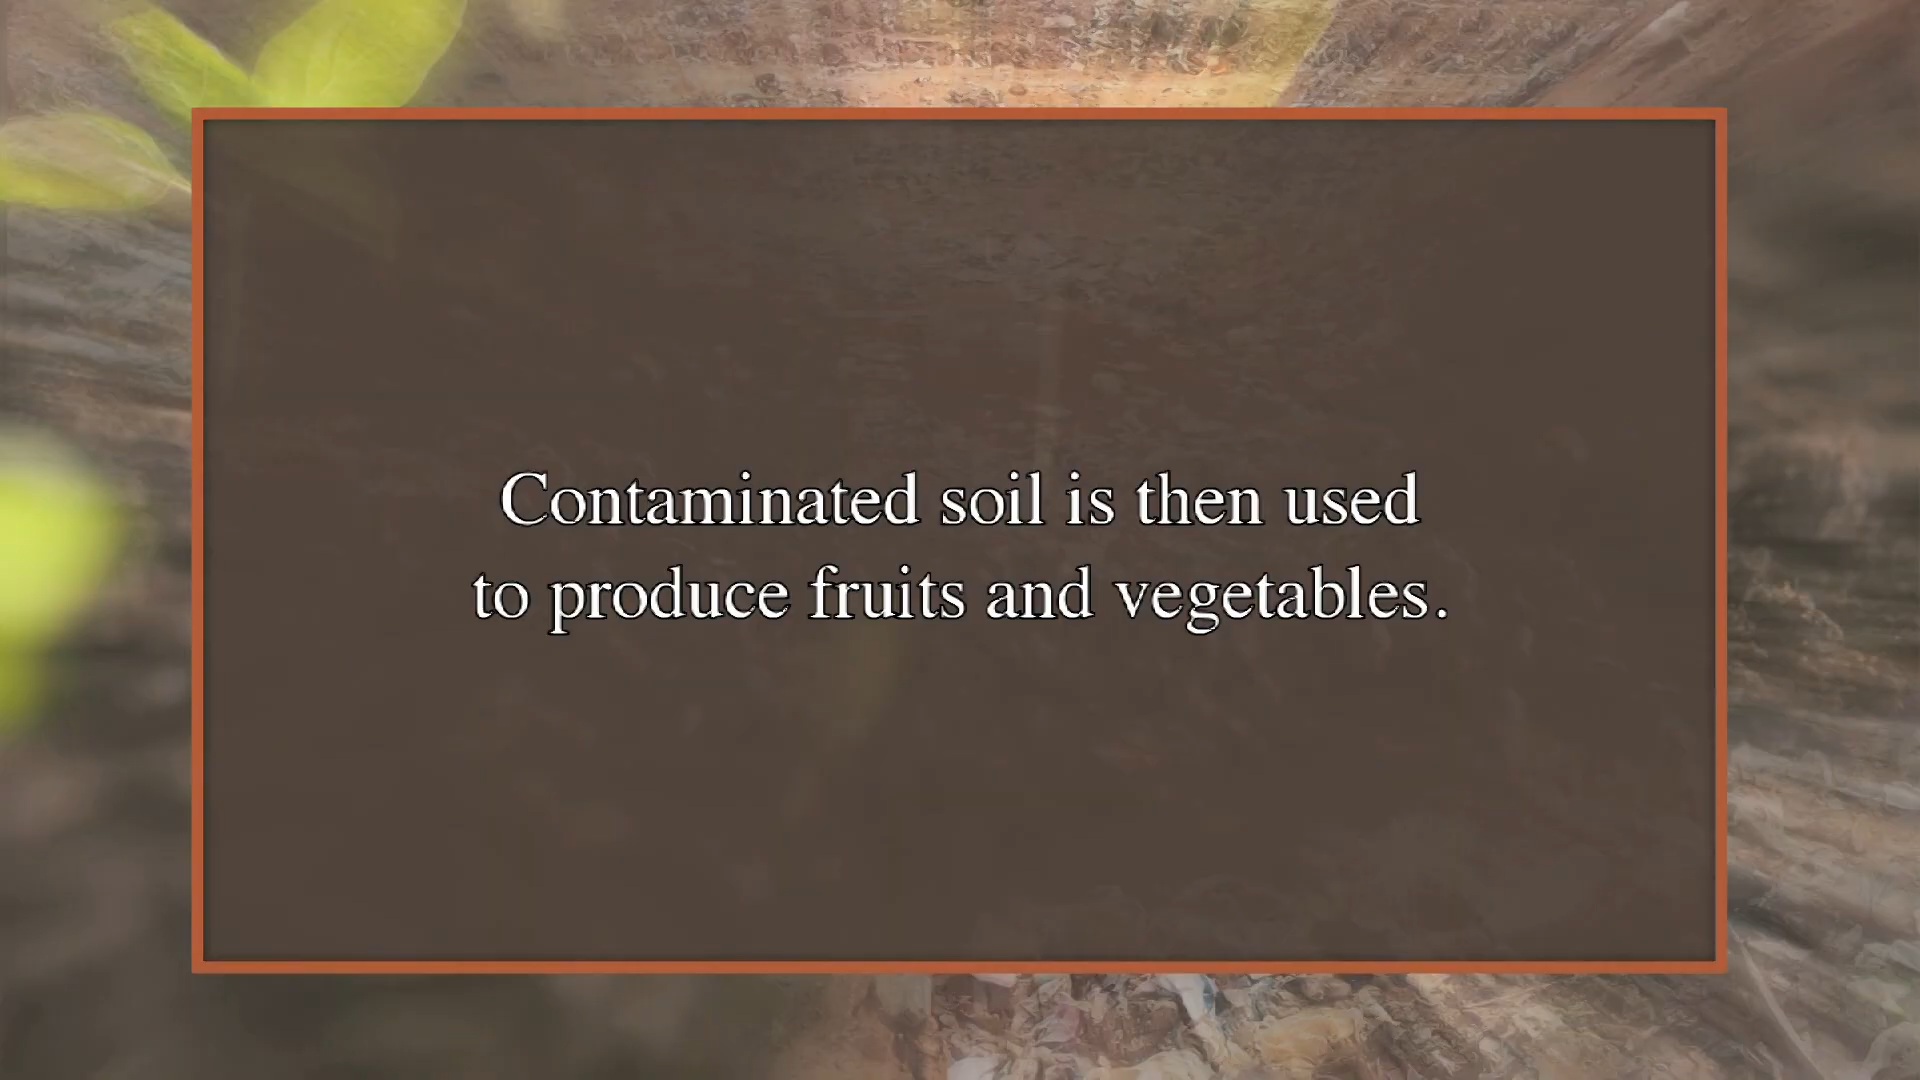 Contaminated soil is then used
to produce fruits and vegetables.